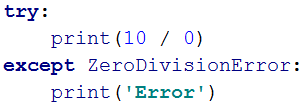 try:
    print(10 / 0)
except ZeroDivisionError:
    print('Error')